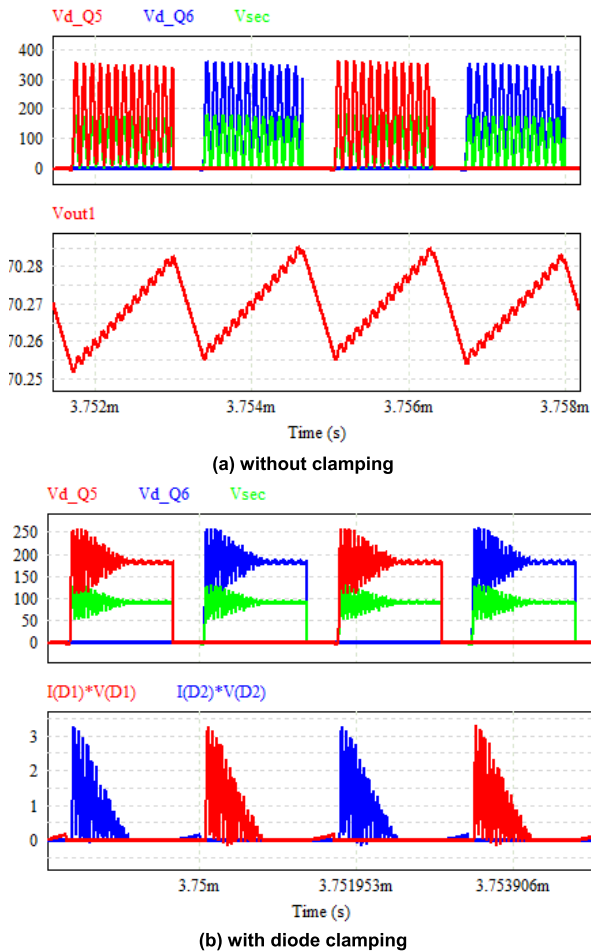 Vd_Q5 Vd_Q6 Vsec
400
300
200
100
0
Vout1
70.28
70.27
70.26
70.25
3.752m 3.754m 3.756m 3.758m
Time (s)
(a) without clamping
Vd_Q5 Vd_Q6 Vsec
250
200
150
100
50
0
I(D1)*V(D1) I(D2)*V(D2)
3
2
1
0
3.75m 3.751953m 3.753906m
Time (s)
(b) with diode clamping